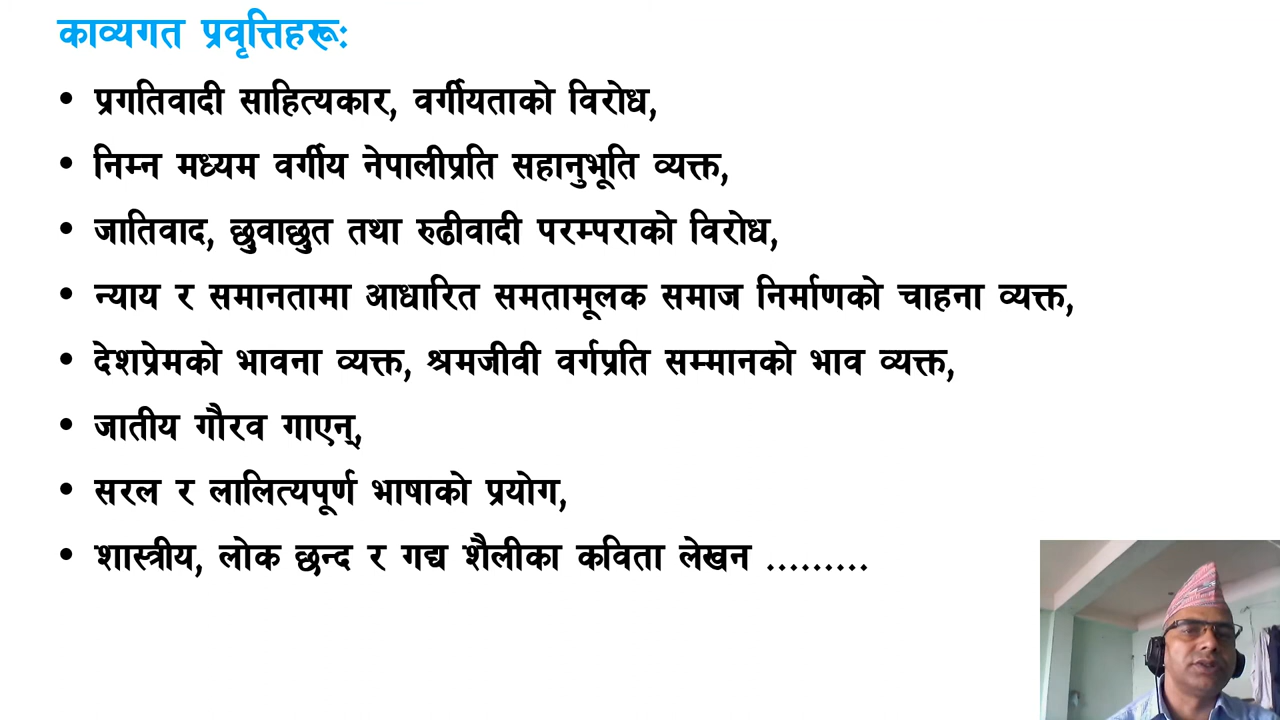 काव्यगत प्रवृत्तिहरूः
• प्रगतिवादी साहित्यकार, वर्गीयताको विरोध,
• निम्न मध्यम वर्गीय नेपालीप्रति सहानुभूति व्यक्त,
• जातिवाद, छुवाछुत तथा रुढीवादी परम्पराको विरोध,
• न्याय र समानतामा आधारित समतामूलक समाज निर्माणको चाहना व्यक्त,
• देशप्रेमको भावना व्यक्त, श्रमजीवी वर्गप्रति सम्मानको भाव व्यक्त,
• जातीय गौरव गाएन्,
• सरल र लालित्यपूर्ण भाषाको प्रयोग,
• शास्त्रीय, लोक छन्द र गद्य शैलीका कविता लेखन .........